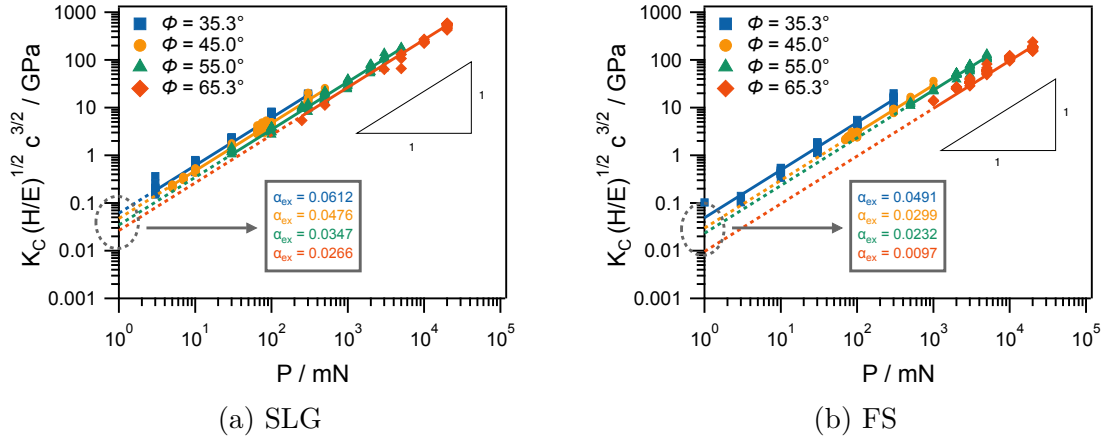 1000
100
10
1
0.1
0.01
0.001
K_C (H/E)^{1/2} c^{3/2} / GPa
Φ = 35.3°
Φ = 45.0°
Φ = 55.0°
Φ = 65.3°
1
1
α_ex = 0.0612
α_ex = 0.0476
α_ex = 0.0347
α_ex = 0.0266
10^0 10^1 10^2 10^3 10^4 10^5
P / mN
(a) SLG
1000
100
10
1
0.1
0.01
0.001
K_C (H/E)^{1/2} c^{3/2} / GPa
Φ = 35.3°
Φ = 45.0°
Φ = 55.0°
Φ = 65.3°
1
1
α_ex = 0.0491
α_ex = 0.0299
α_ex = 0.0232
α_ex = 0.0097
10^0 10^1 10^2 10^3 10^4 10^5
P / mN
(b) FS